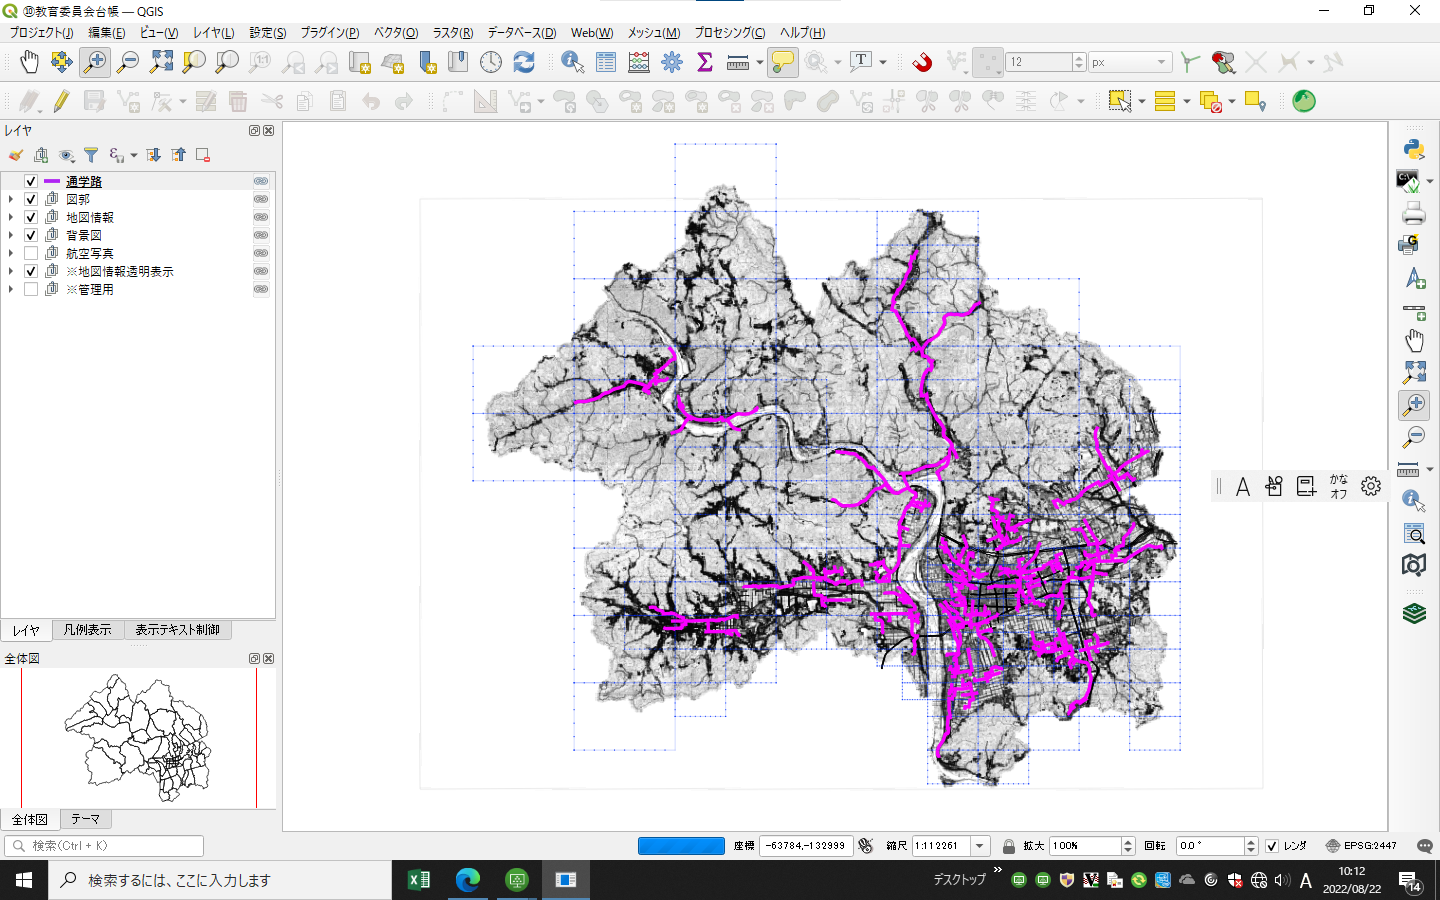 ⑩教育委員会台帳 — QGIS
プロジェクト(J) 編集(E) ビュー(V) レイヤ(L) 設定(S) プラグイン(P) ベクタ(O) ラスタ(R) データベース(D) Web(W) メッシュ(M) プロセシング(C) ヘルプ(H)
12 px
レイヤ
通学路
図郭
地図情報
背景図
航空写真
※地図情報透明表示
※管理用
レイヤ 凡例表示 表示テキスト制御
全体図
全体図 テーマ
A かな
オフ
検索(Ctrl + K) 座標 -63784,-132999 縮尺 1:112261 拡大 100% 回転 0.0 ° レンダ EPSG:2447
検索するには、ここに入力します デスクトップ A 10:12
2022/08/22 14